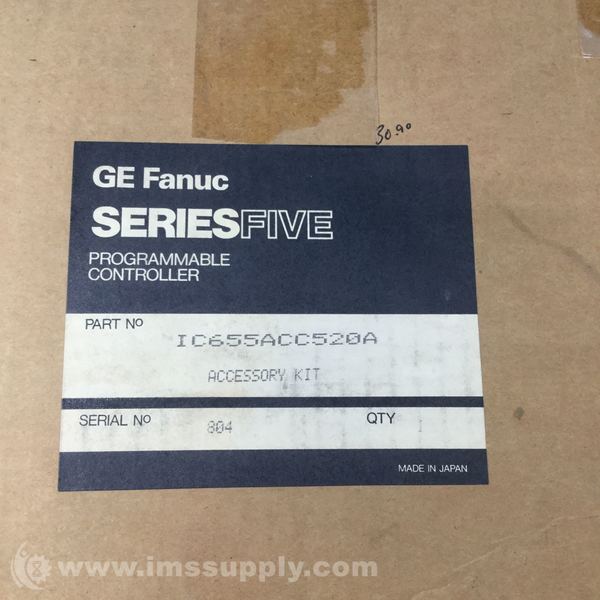 30.90
GE Fanuc
SERIESFIVE
PROGRAMMABLE
CONTROLLER
PART No
IC655ACC520A
ACCESSORY KIT
SERIAL No 804 QTY 1
MADE IN JAPAN
www.imssupply.com